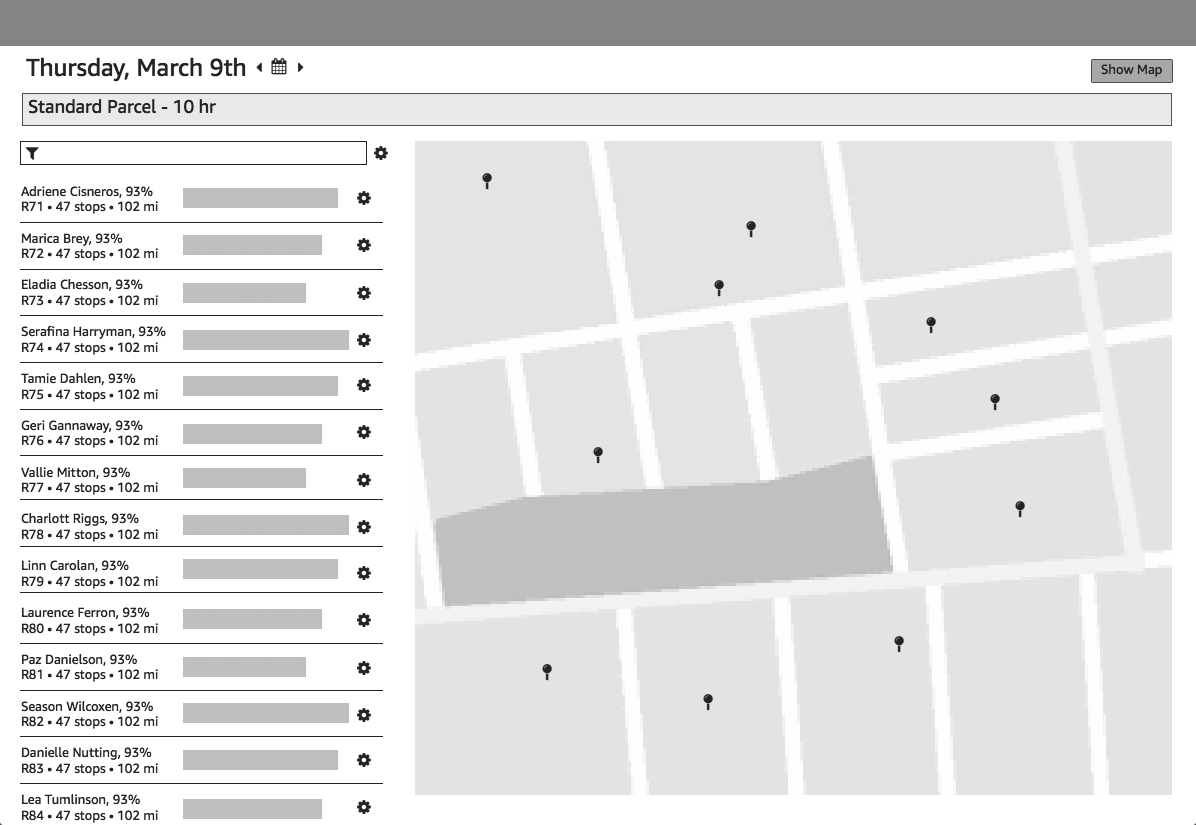 Thursday, March 9th
Show Map
Standard Parcel - 10 hr
Adriene Cisneros, 93%
R71 • 47 stops • 102 mi
Marica Brey, 93%
R72 • 47 stops • 102 mi
Eladia Chesson, 93%
R73 • 47 stops • 102 mi
Serafina Harryman, 93%
R74 • 47 stops • 102 mi
Tamie Dahlen, 93%
R75 • 47 stops • 102 mi
Geri Gannaway, 93%
R76 • 47 stops • 102 mi
Vallie Mitton, 93%
R77 • 47 stops • 102 mi
Charlott Riggs, 93%
R78 • 47 stops • 102 mi
Linn Carolan, 93%
R79 • 47 stops • 102 mi
Laurence Ferron, 93%
R80 • 47 stops • 102 mi
Paz Danielson, 93%
R81 • 47 stops • 102 mi
Season Wilcoxen, 93%
R82 • 47 stops • 102 mi
Danielle Nutting, 93%
R83 • 47 stops • 102 mi
Lea Tumlinson, 93%
R84 • 47 stops • 102 mi